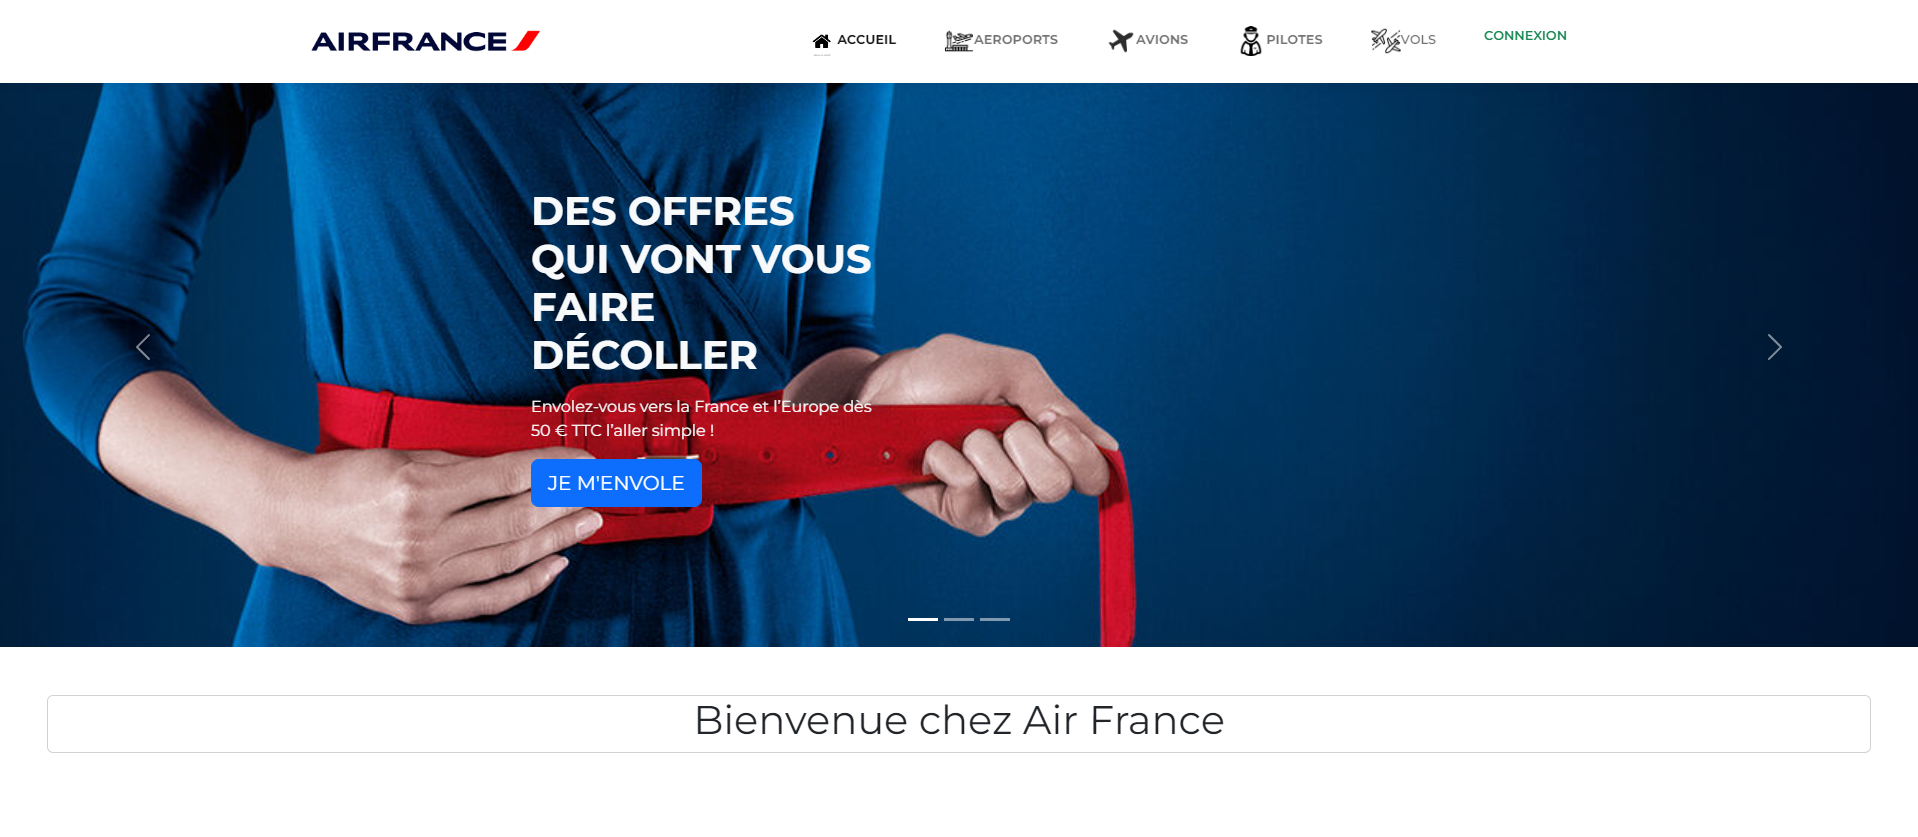 AIRFRANCE
ACCUEIL
AEROPORTS
AVIONS
PILOTES
VOLS
CONNEXION
DES OFFRES
QUI VONT VOUS
FAIRE
DÉCOLLER
Envolez-vous vers la France et l’Europe dès
50 € TTC l’aller simple !
JE M'ENVOLE
Bienvenue chez Air France